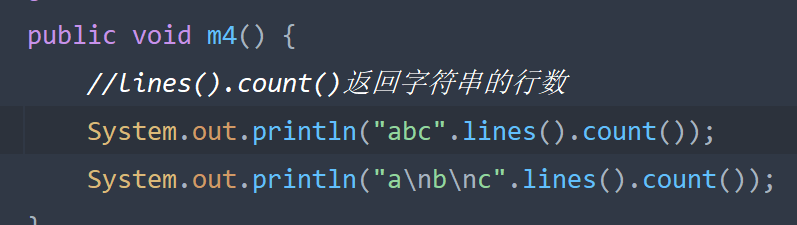 public void m4() {
//lines().count()返回字符串的行数
System.out.println("abc".lines().count());
System.out.println("a\nb\nc".lines().count());
}